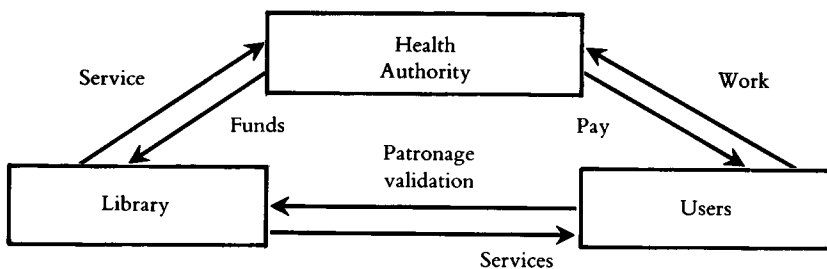 Health
Authority
Service
Work
Funds
Pay
Patronage
validation
Library
Users
Services